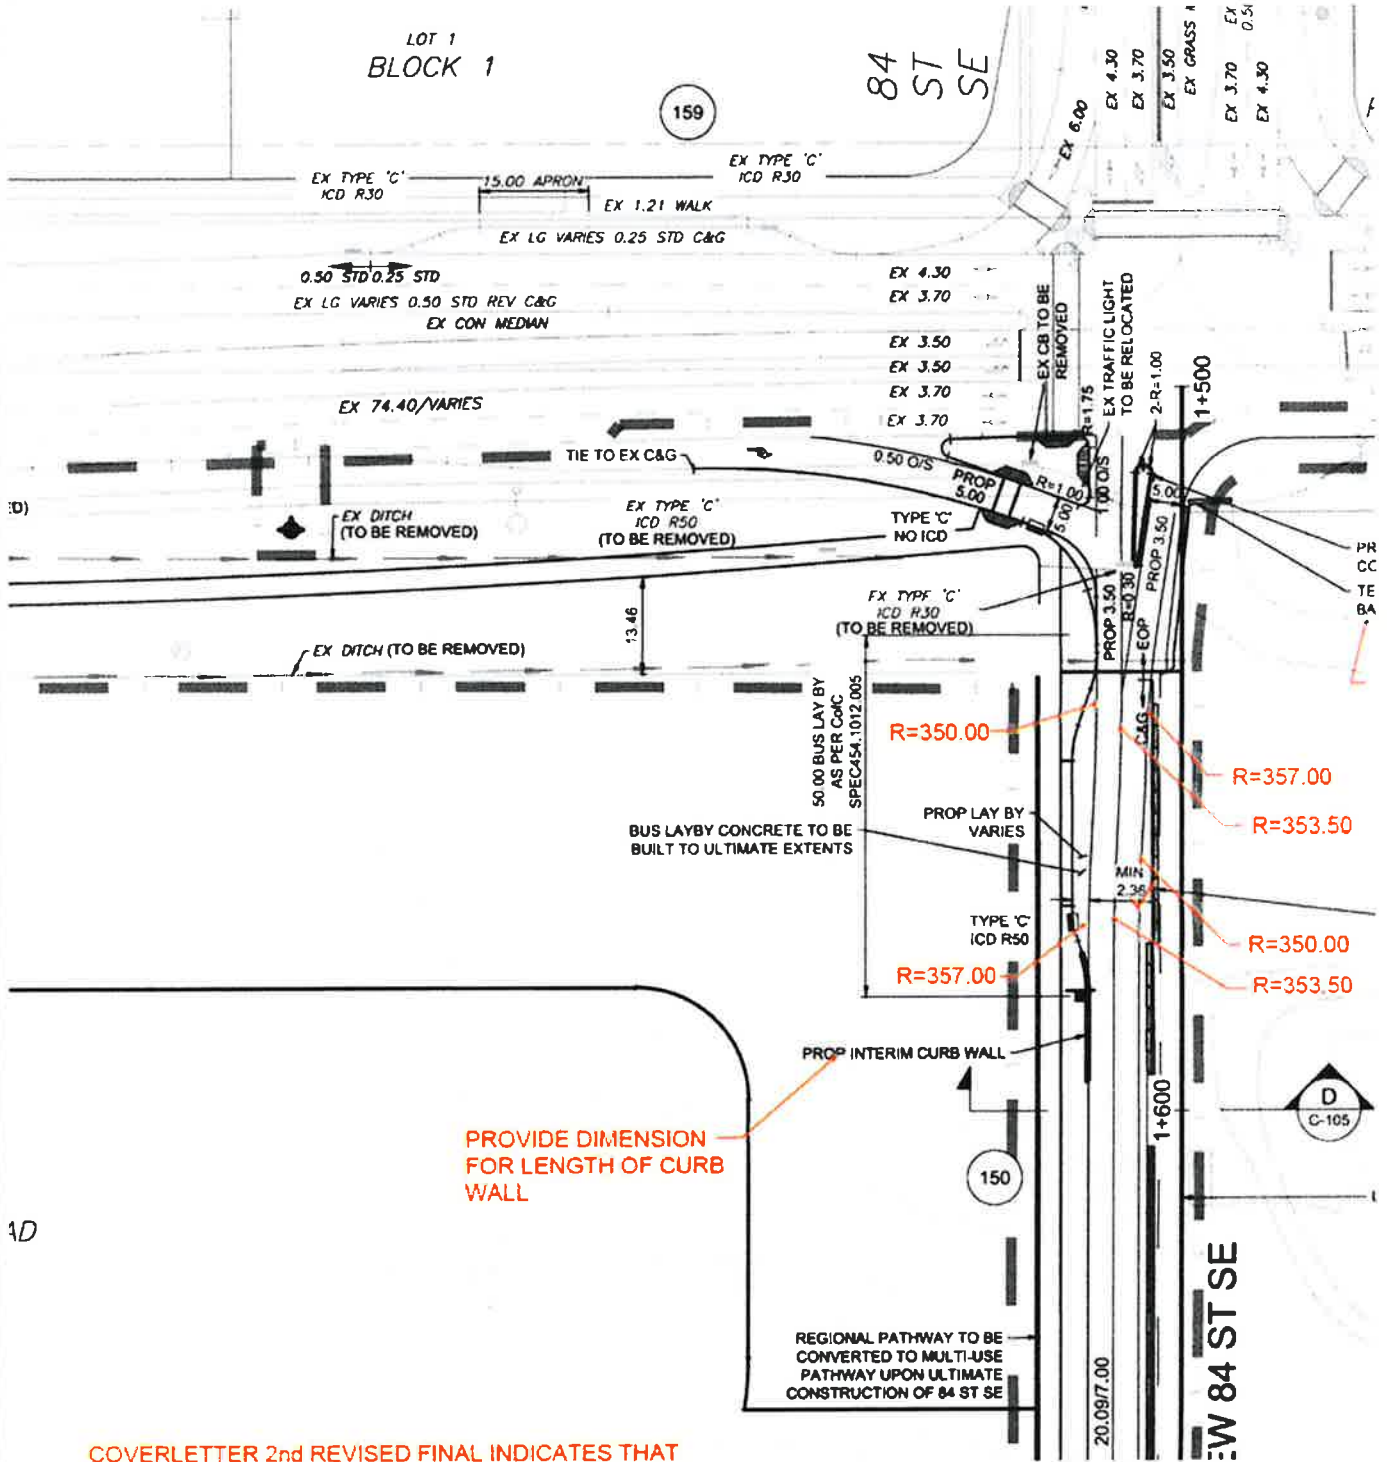 LOT 1
BLOCK 1
159
84
ST
SE
EX 6.00
EX 4.30
EX 3.70
EX 3.50
EX GRASS
EX 3.70
EX 4.30
EX
EX TYPE 'C'
ICD R30
15.00 APRON
EX TYPE 'C'
ICD R30
EX 1.21 WALK
EX LG VARIES 0.25 STD C&G
0.50 STD 0.25 STD
EX LG VARIES 0.50 STD REV C&G
EX CON MEDIAN
EX 74.40/VARIES
EX 4.30
EX 3.70
EX 3.50
EX 3.50
EX 3.70
EX 3.70
EX CB TO BE
REMOVED
R=1.75
EX TRAFFIC LIGHT
TO BE RELOCATED
2-R=1.00
1+500
TIE TO EX C&G
0.50 O/S
PROP
5.00
R=1.00
5.00
.00 O/S
5.00
PROP 3.50
EX DITCH
(TO BE REMOVED)
EX TYPE 'C'
ICD R50
(TO BE REMOVED)
TYPE 'C'
NO ICD
ED)
PR
CC
TE
BA
EX TYPE 'C'
ICD R30
(TO BE REMOVED)
PROP 3.50
R=0.30
13.46
EX DITCH (TO BE REMOVED)
EOP
C&G
50.00 BUS LAY BY
AS PER CofC
SPEC454.1012.005
R=350.00
R=357.00
R=353.50
PROP LAY BY
VARIES
BUS LAYBY CONCRETE TO BE
BUILT TO ULTIMATE EXTENTS
MIN
2.36
TYPE 'C'
ICD R50
R=350.00
R=357.00
R=353.50
PROP INTERIM CURB WALL
1+600
D
C-105
PROVIDE DIMENSION
FOR LENGTH OF CURB
WALL
150
AD
REGIONAL PATHWAY TO BE
CONVERTED TO MULTI-USE
PATHWAY UPON ULTIMATE
CONSTRUCTION OF 84 ST SE
20.09/7.00
EW 84 ST SE
COVERLETTER 2nd REVISED FINAL INDICATES THAT